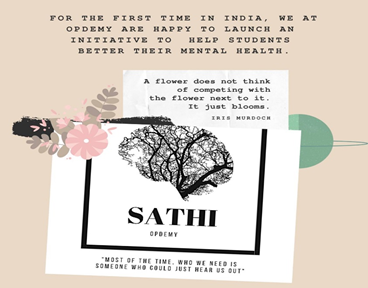 FOR THE FIRST TIME IN INDIA, WE AT
OPDEMY ARE HAPPY TO LAUNCH AN
INITIATIVE TO HELP STUDENTS
BETTER THEIR MENTAL HEALTH.
A flower does not think
of competing with
the flower next to it.
It just blooms.
IRIS MURDOCH
SATHI
OPDEMY
"MOST OF THE TIME, WHO WE NEED IS
SOMEONE WHO COULD JUST HEAR US OUT"